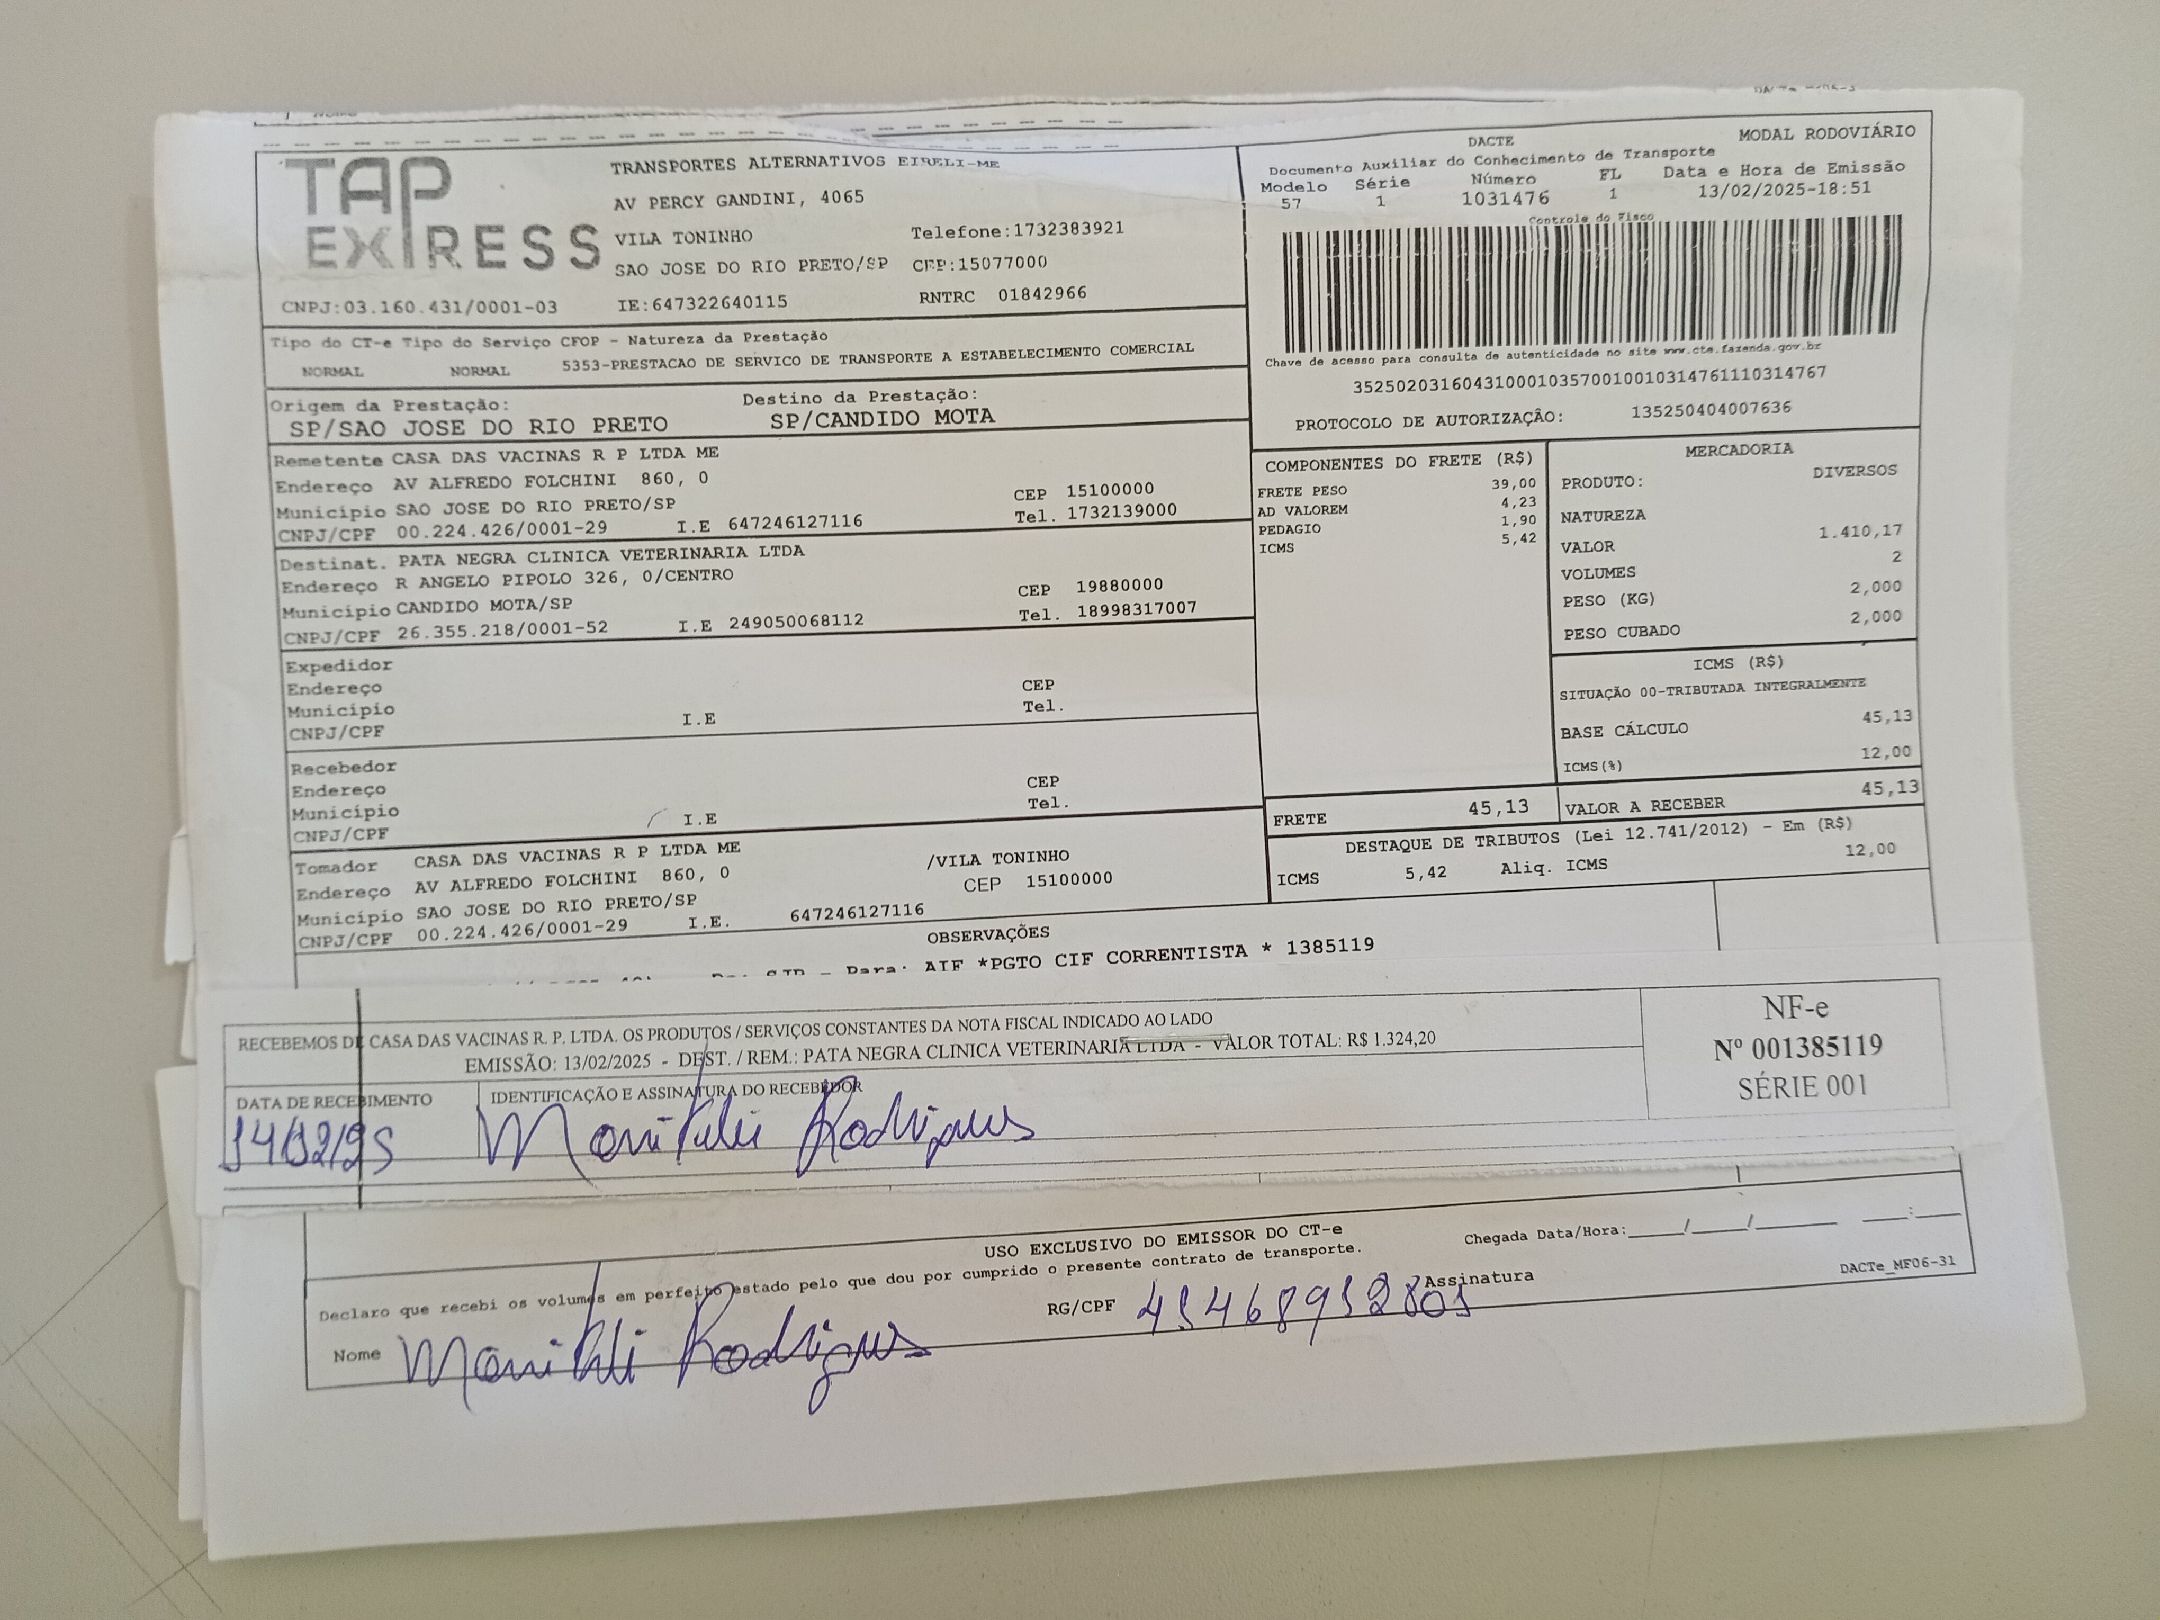 TAP EXPRESS
TRANSPORTES ALTERNATIVOS EIRELI-ME
AV PERCY GANDINI, 4065
VILA TONINHO Telefone:1732383921
SAO JOSE DO RIO PRETO/SP CEP:15077000
CNPJ:03.160.431/0001-03 IE:647322640115 RNTRC 01842966
DACTE MODAL RODOVIÁRIO
Documento Auxiliar do Conhecimento de Transporte
Modelo Série Número FL Data e Hora de Emissão
57 1 1031476 1 13/02/2025-18:51
Controle do Fisco
Chave de acesso para consulta de autenticidade no site www.cte.fazenda.gov.br
35250203160431000103570010010314761110314767
PROTOCOLO DE AUTORIZAÇÃO: 135250404007636
Tipo do CT-e Tipo do Serviço CFOP - Natureza da Prestação
NORMAL NORMAL 5353-PRESTACAO DE SERVICO DE TRANSPORTE A ESTABELECIMENTO COMERCIAL
Origem da Prestação: Destino da Prestação:
SP/SAO JOSE DO RIO PRETO SP/CANDIDO MOTA
Remetente CASA DAS VACINAS R P LTDA ME
Endereço AV ALFREDO FOLCHINI 860, 0 CEP 15100000
Município SAO JOSE DO RIO PRETO/SP Tel. 1732139000
CNPJ/CPF 00.224.426/0001-29 I.E 647246127116
Destinat. PATA NEGRA CLINICA VETERINARIA LTDA
Endereço R ANGELO PIPOLO 326, 0/CENTRO CEP 19880000
Município CANDIDO MOTA/SP Tel. 18998317007
CNPJ/CPF 26.355.218/0001-52 I.E 249050068112
Expedidor
Endereço CEP
Município Tel.
CNPJ/CPF I.E
Recebedor
Endereço CEP
Município Tel.
CNPJ/CPF I.E
Tomador CASA DAS VACINAS R P LTDA ME /VILA TONINHO
Endereço AV ALFREDO FOLCHINI 860, 0 CEP 15100000
Município SAO JOSE DO RIO PRETO/SP
CNPJ/CPF 00.224.426/0001-29 I.E. 647246127116
COMPONENTES DO FRETE (R$)
FRETE PESO 39,00
AD VALOREM 4,23
PEDAGIO 1,90
ICMS 5,42
MERCADORIA
PRODUTO: DIVERSOS
NATUREZA
VALOR 1.410,17
VOLUMES 2
PESO (KG) 2,000
PESO CUBADO 2,000
ICMS (R$)
SITUAÇÃO 00-TRIBUTADA INTEGRALMENTE
BASE CÁLCULO 45,13
ICMS(%) 12,00
FRETE 45,13 VALOR A RECEBER 45,13
DESTAQUE DE TRIBUTOS (Lei 12.741/2012) - Em (R$)
ICMS 5,42 Aliq. ICMS 12,00
OBSERVAÇÕES
Para: AIF *PGTO CIF CORRENTISTA * 1385119
RECEBEMOS DE CASA DAS VACINAS R. P. LTDA. OS PRODUTOS / SERVIÇOS CONSTANTES DA NOTA FISCAL INDICADO AO LADO
EMISSÃO: 13/02/2025 - DEST. / REM.: PATA NEGRA CLINICA VETERINARIA LTDA - VALOR TOTAL: R$ 1.324,20
NF-e
Nº 001385119
SÉRIE 001
DATA DE RECEBIMENTO IDENTIFICAÇÃO E ASSINATURA DO RECEBEDOR
14/02/25 Rodrigues
USO EXCLUSIVO DO EMISSOR DO CT-e Chegada Data/Hora:_____/_____/_______ ____:____
Declaro que recebi os volumes em perfeito estado pelo que dou por cumprido o presente contrato de transporte.
Nome Rodrigues RG/CPF Assinatura
DACTe_MF06-31